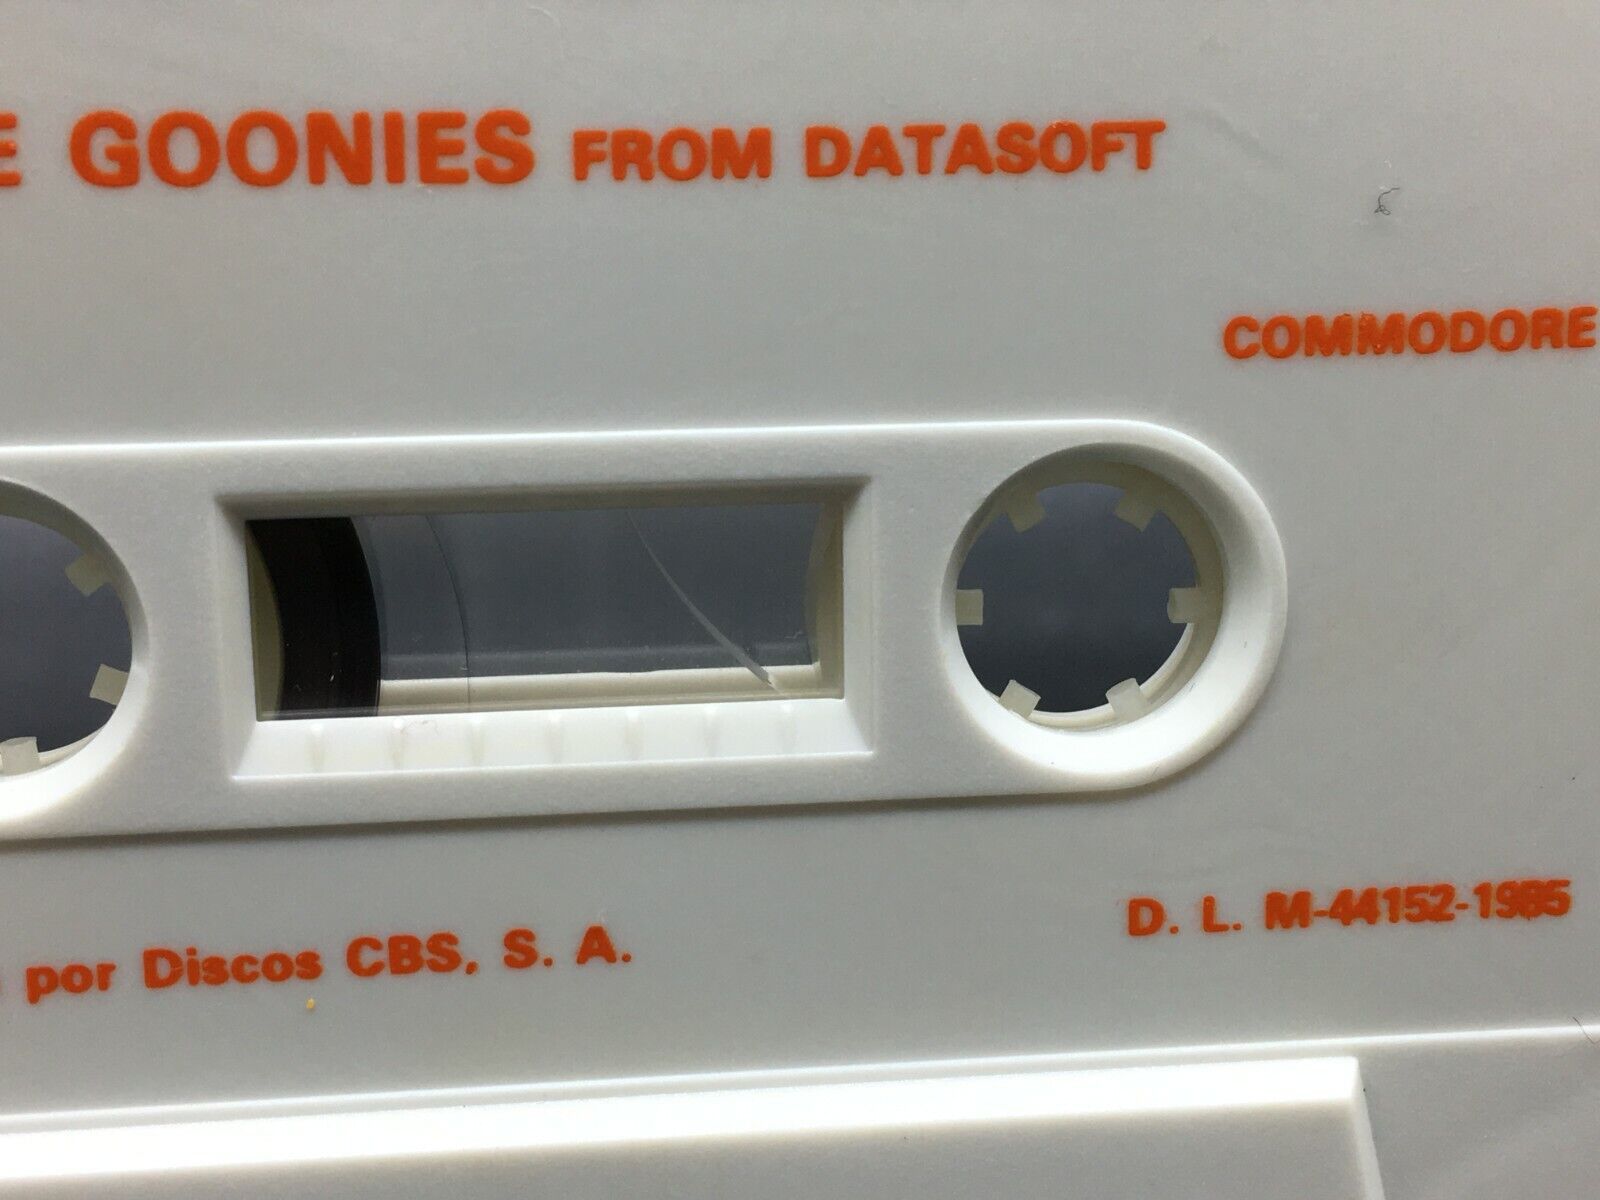 E GOONIES FROM DATASOFT
COMMODORE
D. L. M-44152-1985
por Discos CBS, S. A.